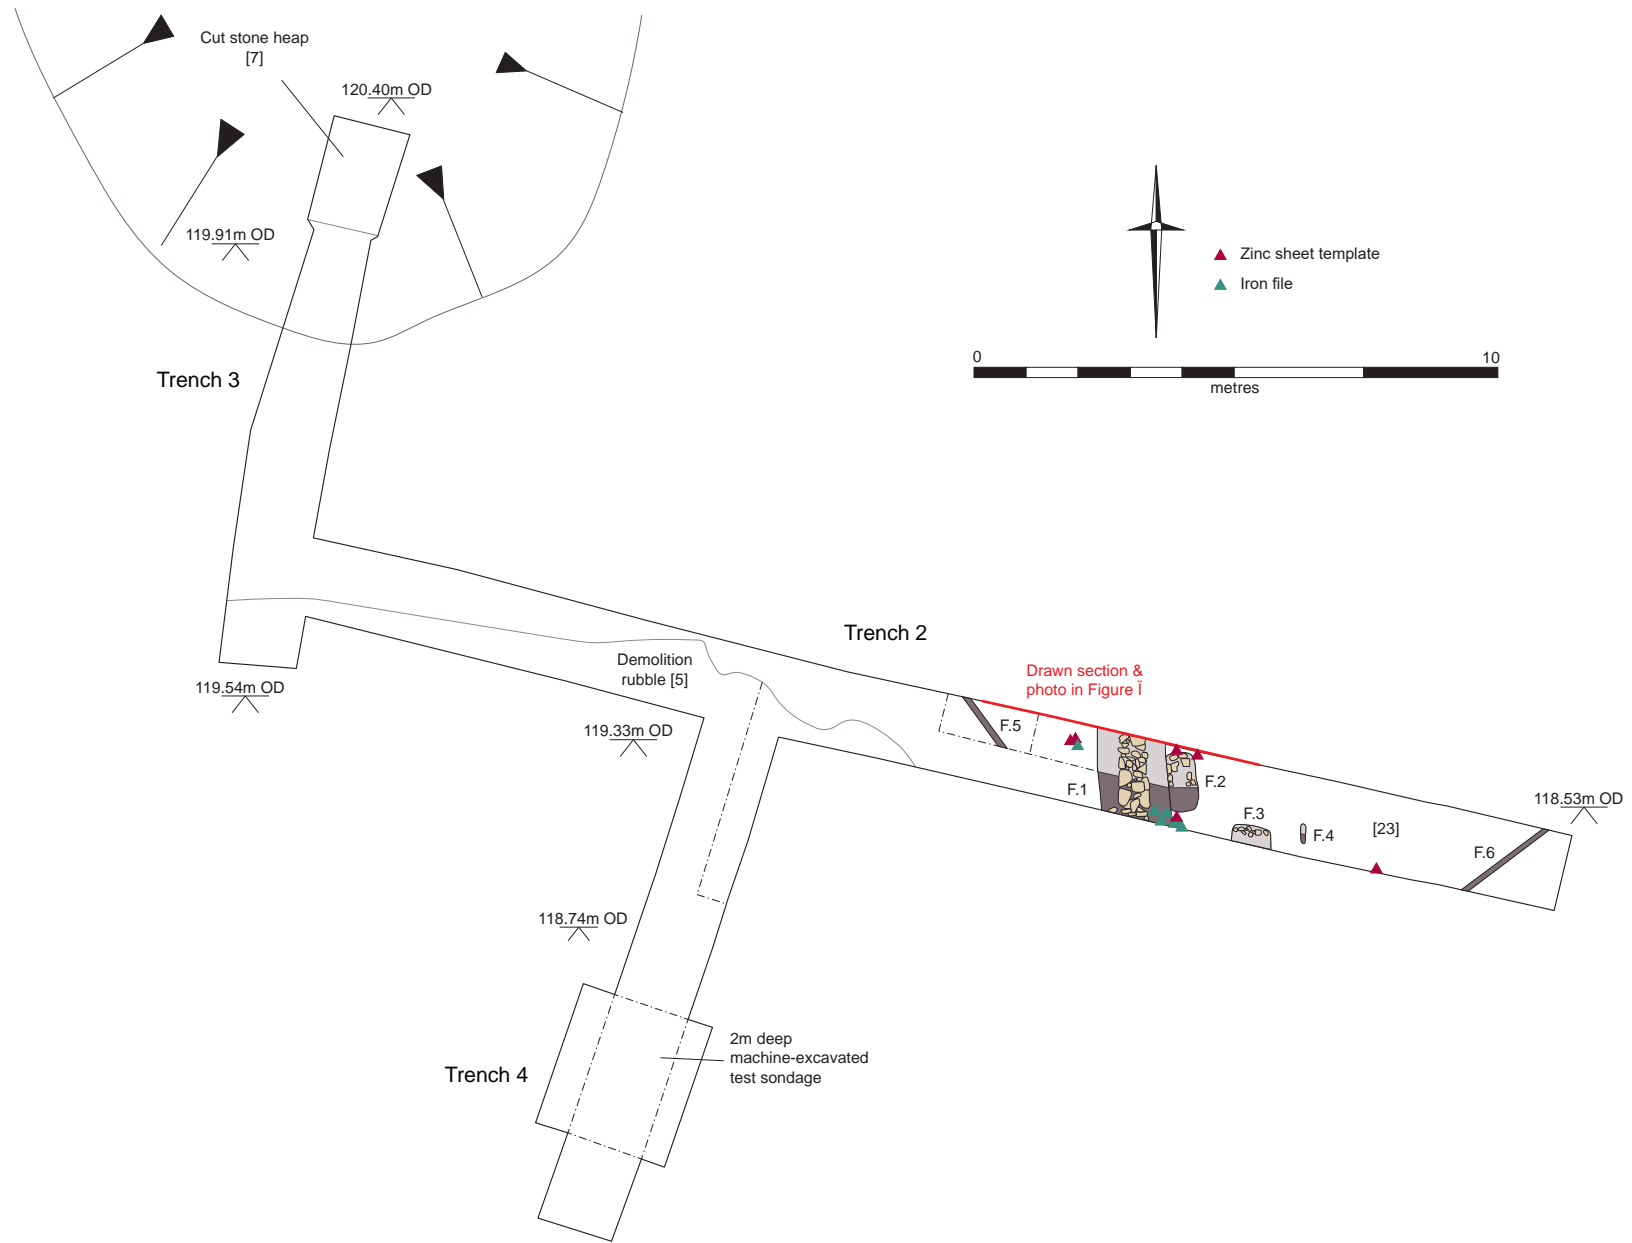 Cut stone heap
[7]
120.40m OD
119.91m OD
Zinc sheet template
Iron file
0
10
metres
Trench 3
Trench 2
Demolition
rubble [5]
Drawn section &
photo in Figure Ï
119.54m OD
119.33m OD
F.5
F.1
F.2
F.3
F.4
[23]
F.6
118.53m OD
118.74m OD
2m deep
machine-excavated
test sondage
Trench 4